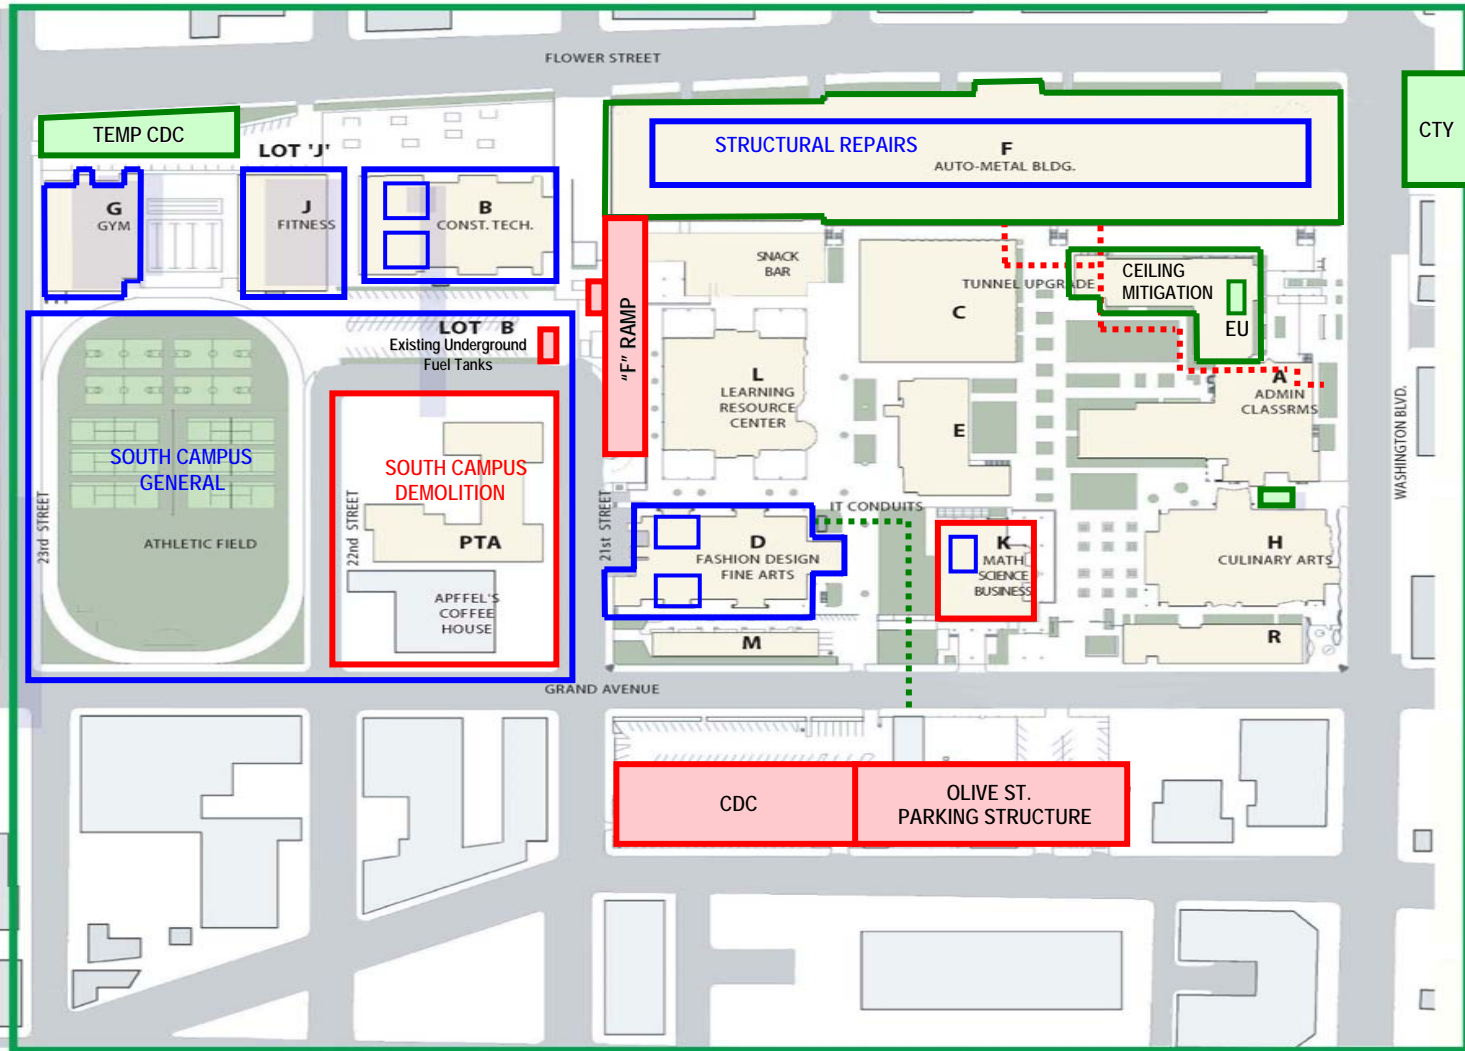 FLOWER STREET
TEMP CDC
CTY
LOT 'J'
STRUCTURAL REPAIRS
F
AUTO-METAL BLDG.
G
GYM
J
FITNESS
B
CONST. TECH.
SNACK
BAR
CEILING
MITIGATION
TUNNEL UPGRADE
C
EU
LOT B
Existing Underground
Fuel Tanks
"F" RAMP
L
LEARNING
RESOURCE
CENTER
A
ADMIN
CLASSRMS
WASHINGTON BLVD.
E
SOUTH CAMPUS
GENERAL
SOUTH CAMPUS
DEMOLITION
23rd STREET
22nd STREET
21st STREET
IT CONDUITS
ATHLETIC FIELD
PTA
D
FASHION DESIGN
FINE ARTS
K
MATH
SCIENCE
BUSINESS
H
CULINARY ARTS
APFFEL'S
COFFEE
HOUSE
M
R
GRAND AVENUE
CDC
OLIVE ST.
PARKING STRUCTURE